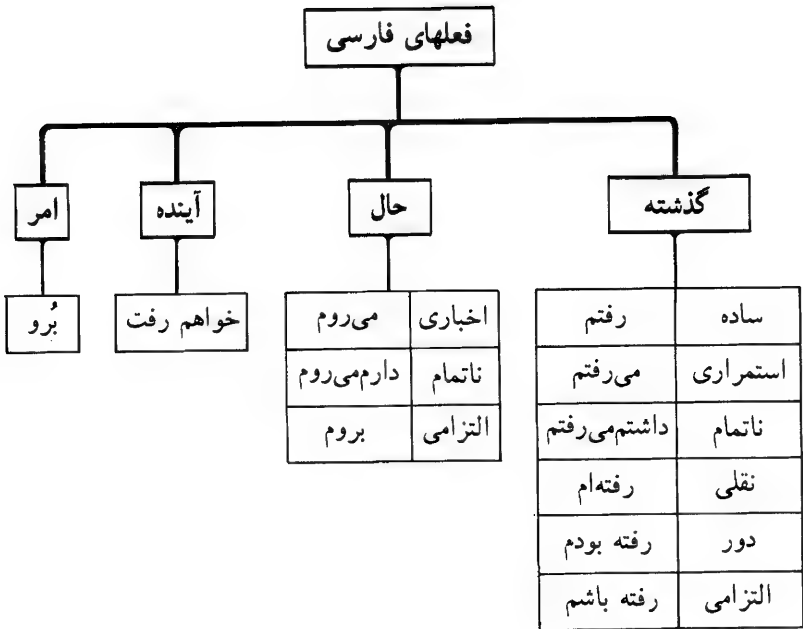 فعلهای فارسی
گذشته
حال
آینده
امر
ساده رفتم
استمراری می‌رفتم
ناتمام داشتم‌می‌رفتم
نقلی رفته‌ام
دور رفته بودم
التزامی رفته باشم
اخباری می‌روم
ناتمام دارم‌می‌روم
التزامی بروم
خواهم رفت
بُرو